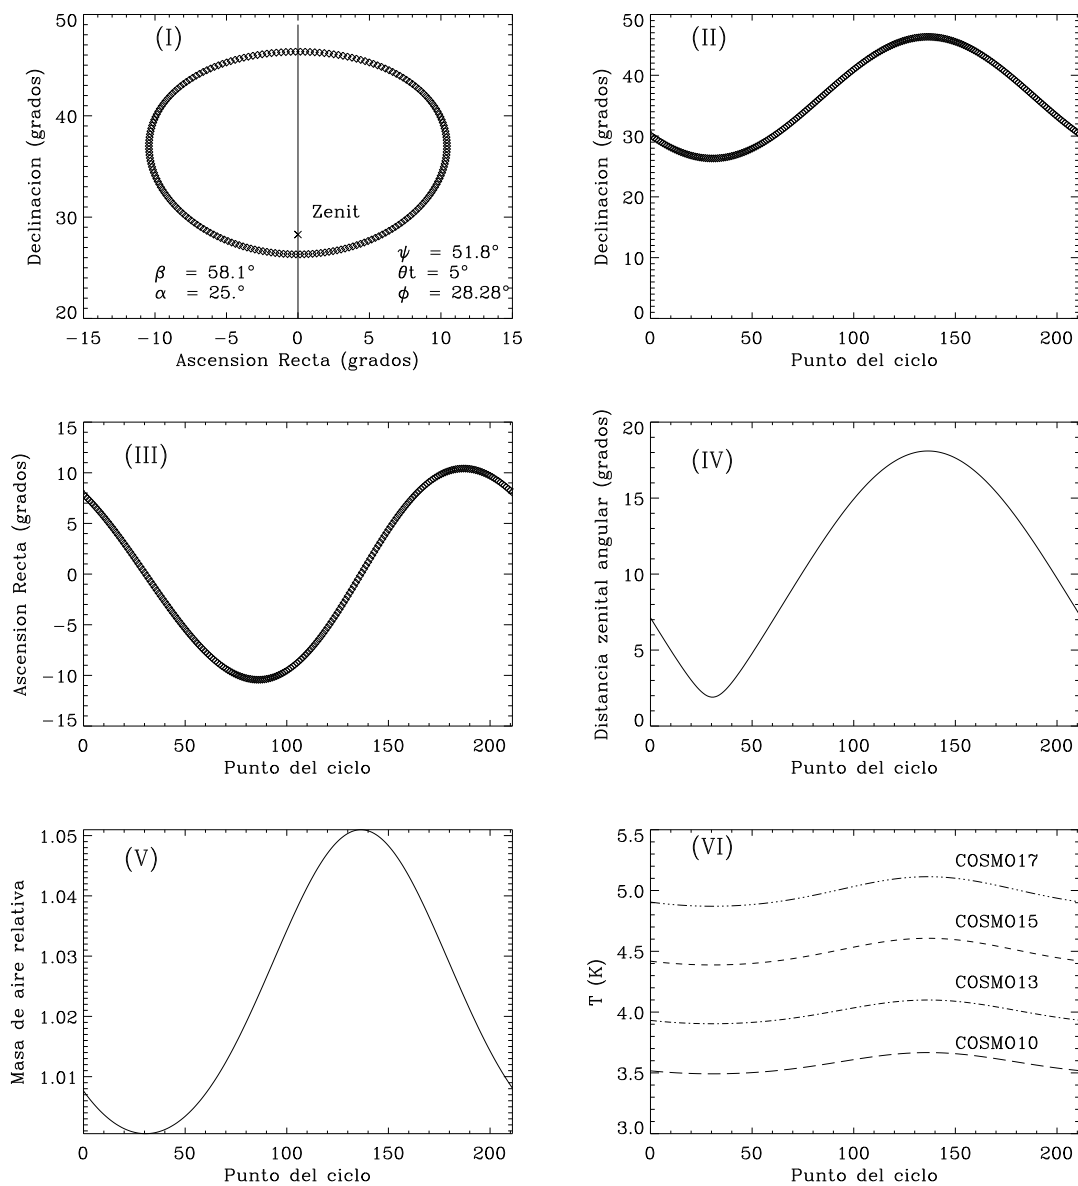 (I)
50
40
30
20
Declinacion (grados)
Zenit
β = 58.1°
α = 25.°
ψ = 51.8°
θt = 5°
ϕ = 28.28°
−15 −10 −5 0 5 10 15
Ascension Recta (grados)
(II)
50
40
30
20
10
0
Declinacion (grados)
0 50 100 150 200
Punto del ciclo
(III)
15
10
5
0
−5
−10
−15
Ascension Recta (grados)
0 50 100 150 200
Punto del ciclo
(IV)
20
15
10
5
0
Distancia zenital angular (grados)
0 50 100 150 200
Punto del ciclo
(V)
1.05
1.04
1.03
1.02
1.01
Masa de aire relativa
0 50 100 150 200
Punto del ciclo
(VI)
5.5
5.0
4.5
4.0
3.5
3.0
T (K)
COSMO17
COSMO15
COSMO13
COSMO10
0 50 100 150 200
Punto del ciclo